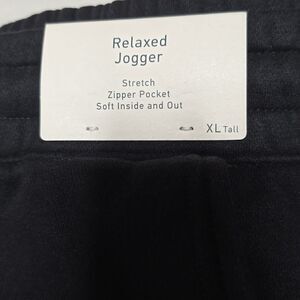 Relaxed
Jogger
Stretch
Zipper Pocket
Soft Inside and Out
XL Tall